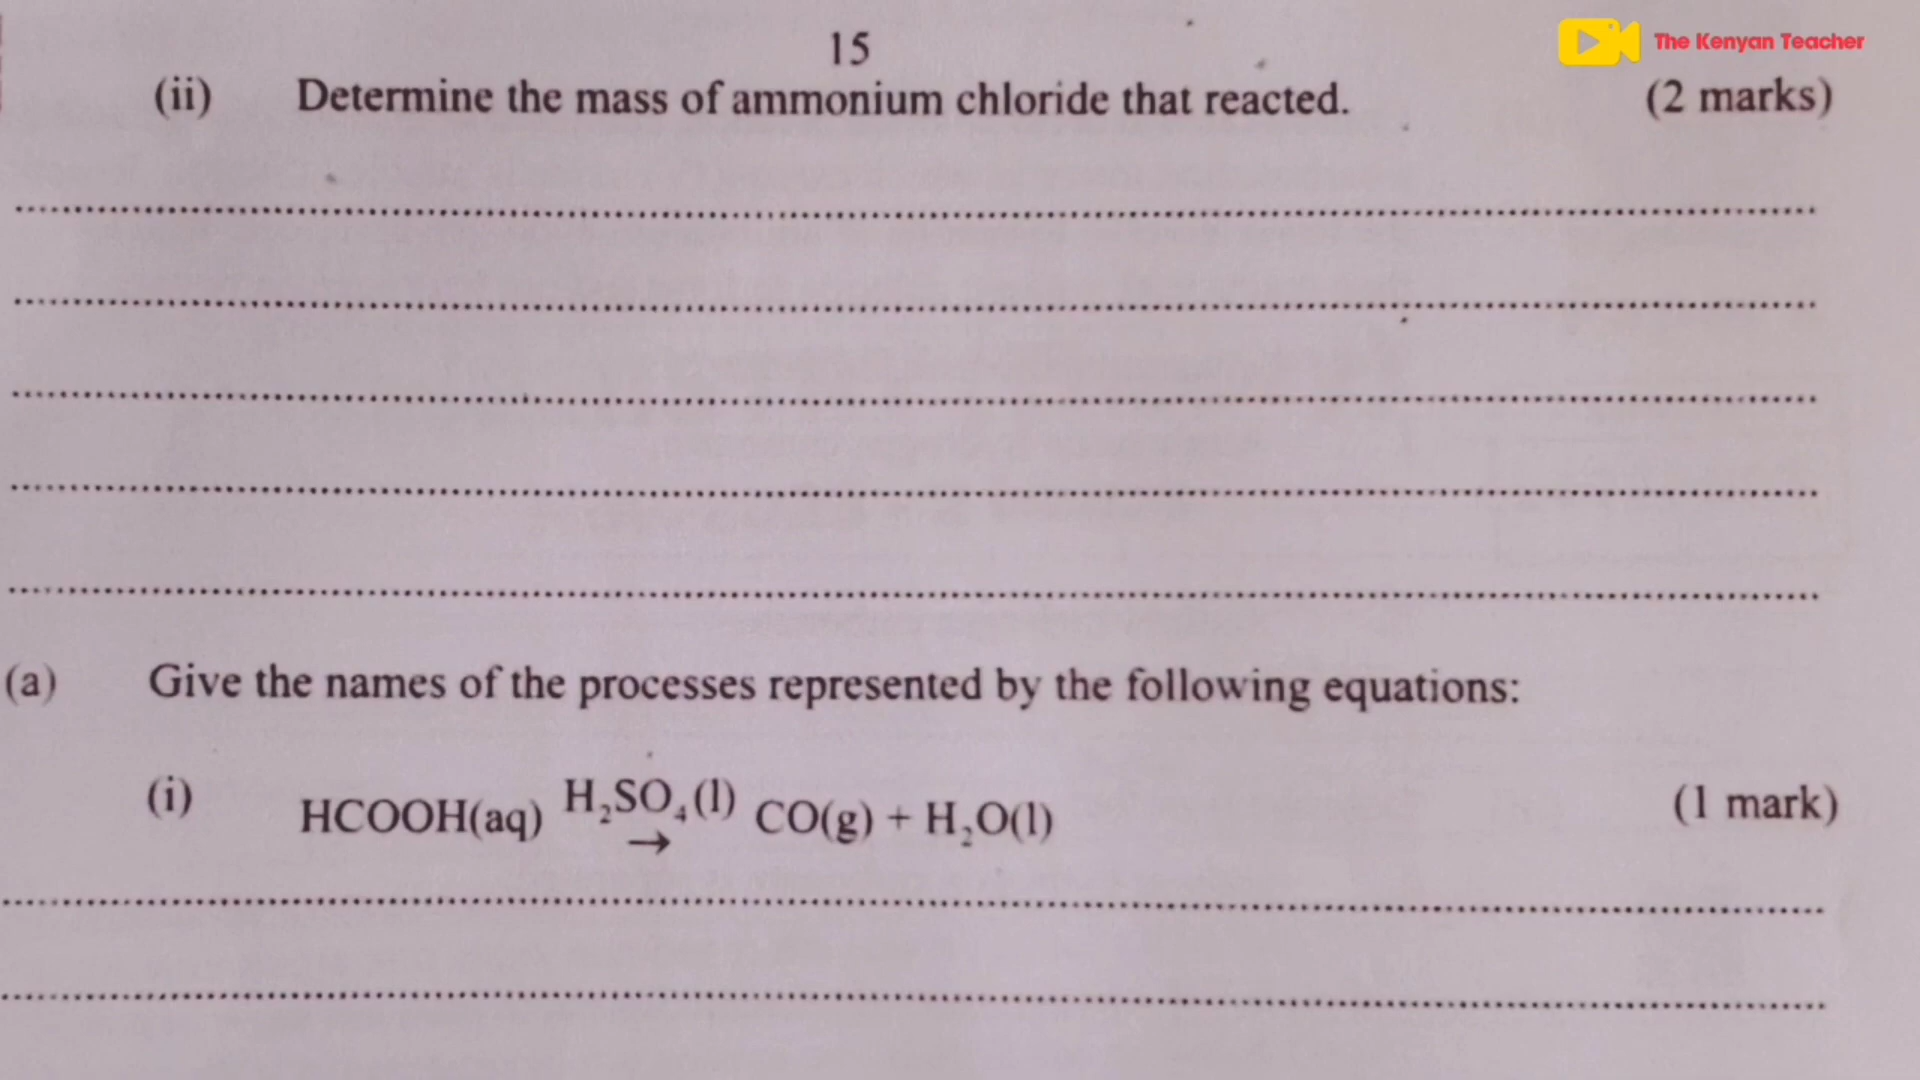 15
The Kenyan Teacher
(ii) Determine the mass of ammonium chloride that reacted. (2 marks)
(a) Give the names of the processes represented by the following equations:
(i) HCOOH(aq) H₂SO₄(l) → CO(g) + H₂O(l) (1 mark)